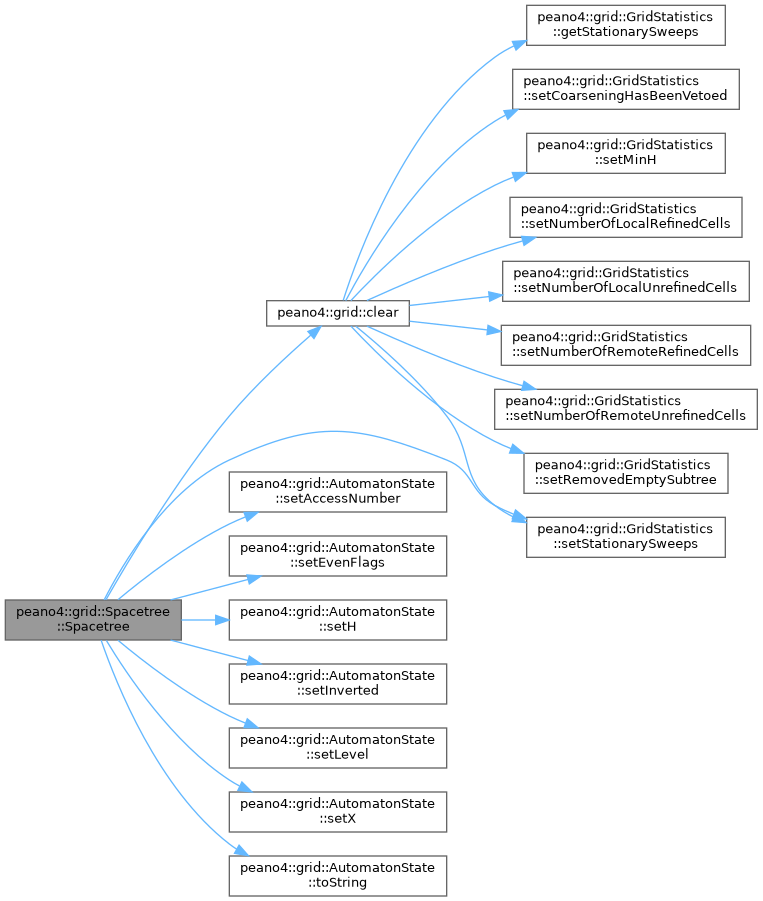 peano4::grid::GridStatistics
::getStationarySweeps
peano4::grid::GridStatistics
::setCoarseningHasBeenVetoed
peano4::grid::GridStatistics
::setMinH
peano4::grid::GridStatistics
::setNumberOfLocalRefinedCells
peano4::grid::GridStatistics
::setNumberOfLocalUnrefinedCells
peano4::grid::clear
peano4::grid::GridStatistics
::setNumberOfRemoteRefinedCells
peano4::grid::GridStatistics
::setNumberOfRemoteUnrefinedCells
peano4::grid::GridStatistics
::setRemovedEmptySubtree
peano4::grid::GridStatistics
::setStationarySweeps
peano4::grid::AutomatonState
::setAccessNumber
peano4::grid::AutomatonState
::setEvenFlags
peano4::grid::Spacetree
::Spacetree
peano4::grid::AutomatonState
::setH
peano4::grid::AutomatonState
::setInverted
peano4::grid::AutomatonState
::setLevel
peano4::grid::AutomatonState
::setX
peano4::grid::AutomatonState
::toString